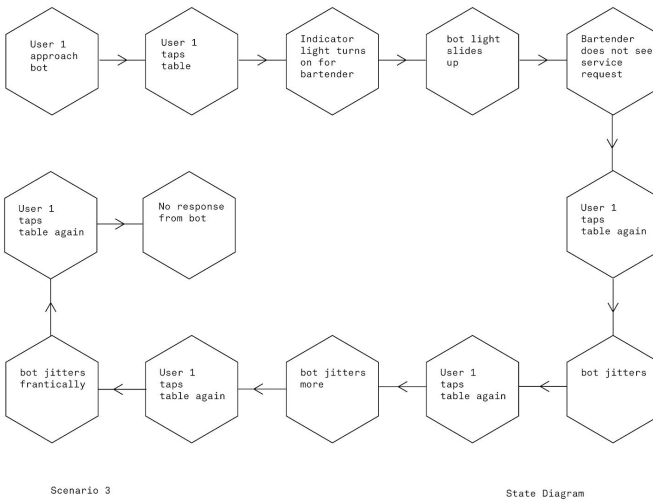 User 1
approach
bot
User 1
taps
table
Indicator
light turns
on for
bartender
bot light
slides
up
Bartender
does not see
service
request
User 1
taps
table again
No response
from bot
User 1
taps
table again
bot jitters
frantically
User 1
taps
table again
bot jitters
more
User 1
taps
table again
bot jitters
Scenario 3
State Diagram